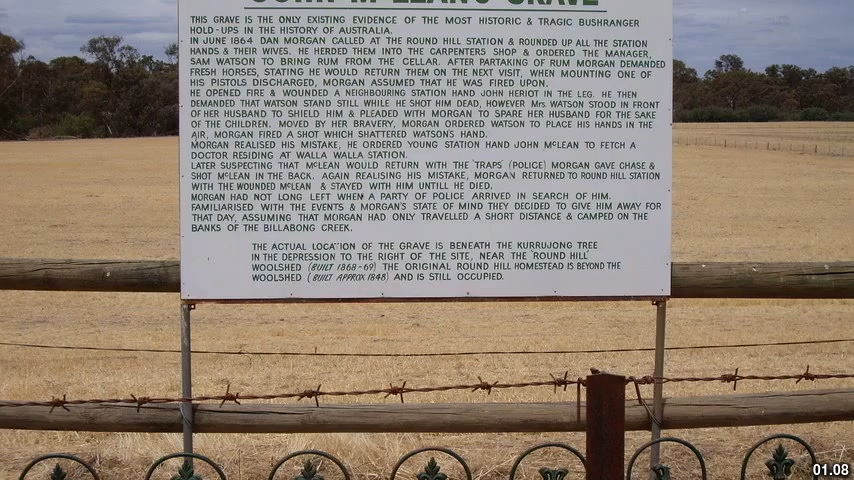 JOHN McLEAN'S GRAVE
THIS GRAVE IS THE ONLY EXISTING EVIDENCE OF THE MOST HISTORIC & TRAGIC BUSHRANGER
HOLD-UPS IN THE HISTORY OF AUSTRALIA.
IN JUNE 1864 DAN MORGAN CALLED AT THE ROUND HILL STATION & ROUNDED UP ALL THE STATION
HANDS & THEIR WIVES. HE HERDED THEM INTO THE CARPENTERS SHOP & ORDERED THE MANAGER,
SAM WATSON TO BRING RUM FROM THE CELLAR. AFTER PARTAKING OF RUM MORGAN DEMANDED
FRESH HORSES, STATING HE WOULD RETURN THEM ON THE NEXT VISIT, WHEN MOUNTING ONE OF
HIS PISTOLS DISCHARGED, MORGAN ASSUMED THAT HE WAS FIRED UPON.
HE OPENED FIRE & WOUNDED A NEIGHBOURING STATION HAND JOHN HERIOT IN THE LEG. HE THEN
DEMANDED THAT WATSON STAND STILL WHILE HE SHOT HIM DEAD, HOWEVER Mrs WATSON STOOD IN FRONT
OF HER HUSBAND TO SHIELD HIM & PLEADED WITH MORGAN TO SPARE HER HUSBAND FOR THE SAKE
OF THE CHILDREN. MOVED BY HER BRAVERY, MORGAN ORDERED WATSON TO PLACE HIS HANDS IN THE
AIR, MORGAN FIRED A SHOT WHICH SHATTERED WATSON'S HAND.
MORGAN REALISED HIS MISTAKE, HE ORDERED YOUNG STATION HAND JOHN McLEAN TO FETCH A
DOCTOR RESIDING AT WALLA WALLA STATION.
LATER SUSPECTING THAT McLEAN WOULD RETURN WITH THE 'TRAPS' (POLICE) MORGAN GAVE CHASE &
SHOT McLEAN IN THE BACK. AGAIN REALISING HIS MISTAKE, MORGAN RETURNED TO ROUND HILL STATION
WITH THE WOUNDED McLEAN & STAYED WITH HIM UNTILL HE DIED.
MORGAN HAD NOT LONG LEFT WHEN A PARTY OF POLICE ARRIVED IN SEARCH OF HIM.
FAMILIARISED WITH THE EVENTS & MORGAN'S STATE OF MIND THEY DECIDED TO GIVE HIM AWAY FOR
THAT DAY, ASSUMING THAT MORGAN HAD ONLY TRAVELLED A SHORT DISTANCE & CAMPED ON THE
BANKS OF THE BILLABONG CREEK.
THE ACTUAL LOCATION OF THE GRAVE IS BENEATH THE KURRUJONG TREE
IN THE DEPRESSION TO THE RIGHT OF THE SITE, NEAR THE 'ROUND HILL'
WOOLSHED (BUILT 1868-69) THE ORIGINAL ROUND HILL HOMESTEAD IS BEYOND THE
WOOLSHED (BUILT APPROX 1848) AND IS STILL OCCUPIED.
01.08